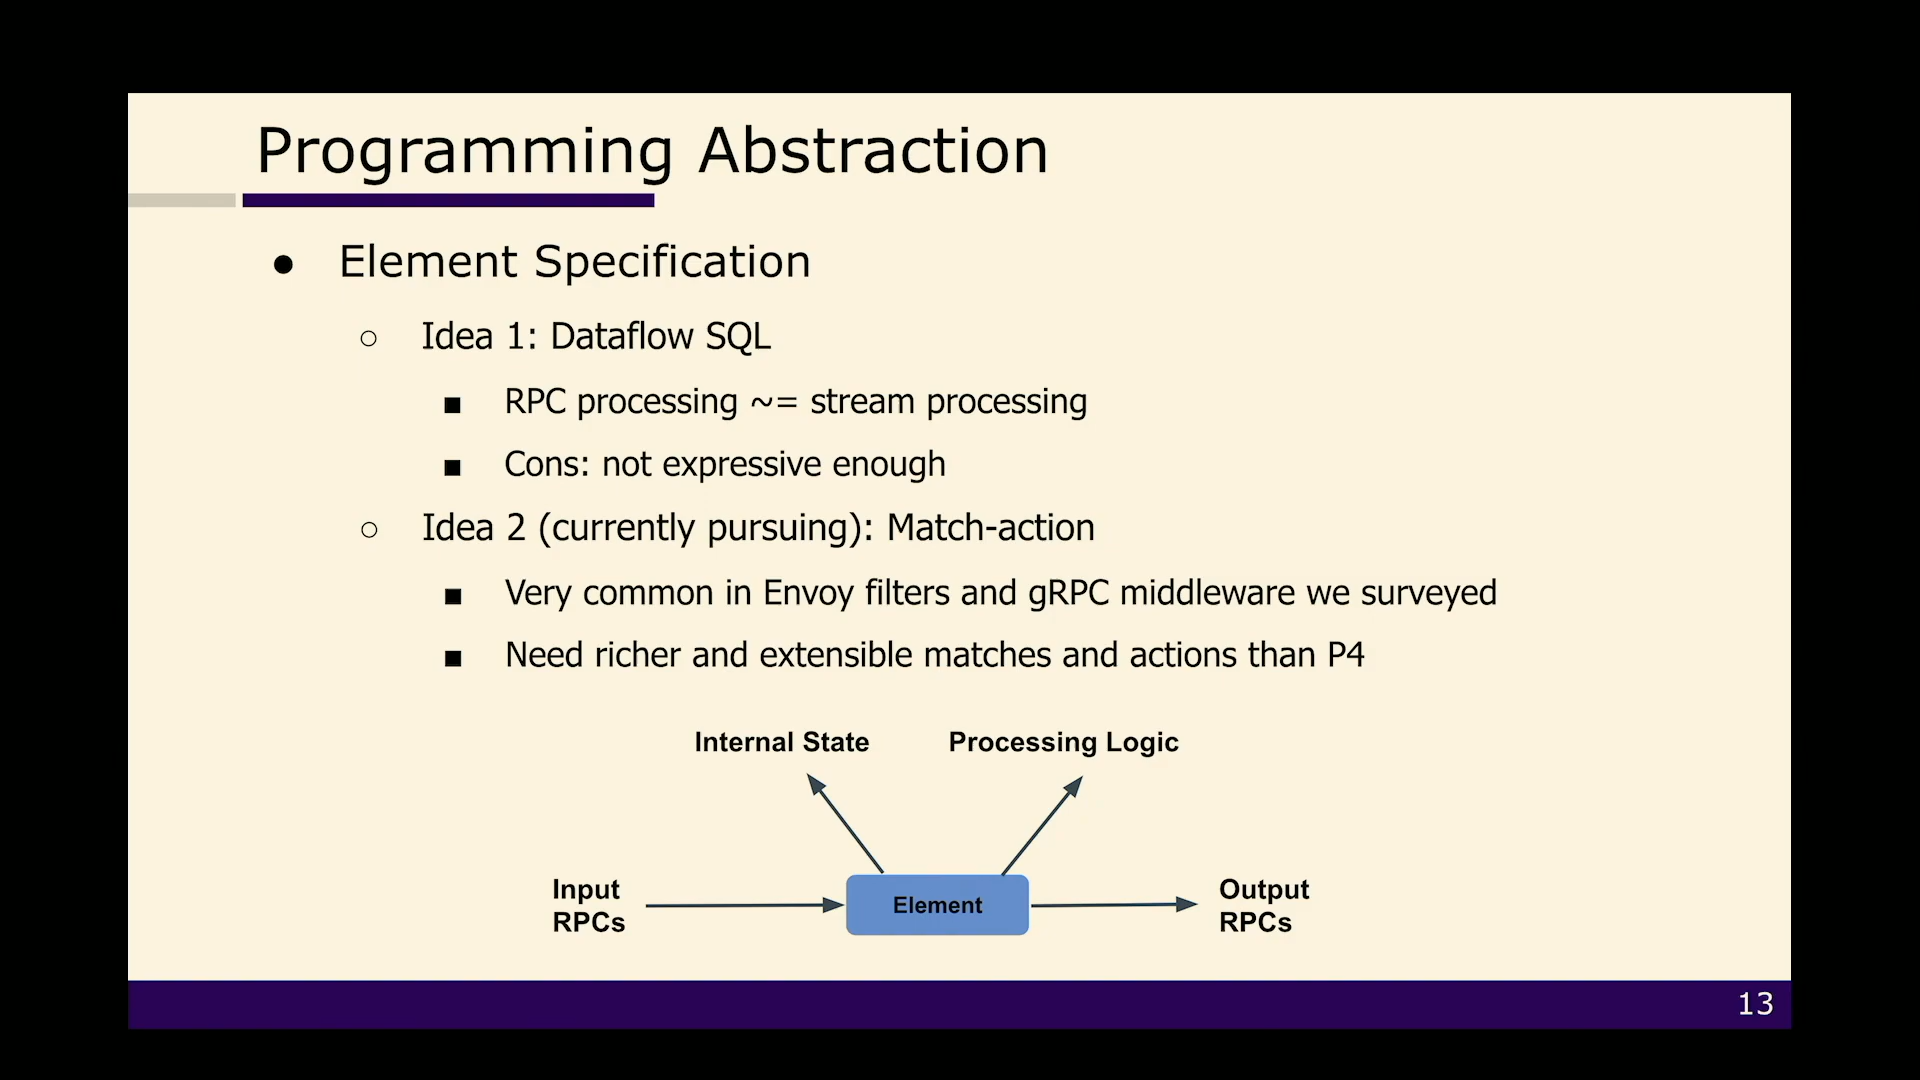 Programming Abstraction
● Element Specification
○ Idea 1: Dataflow SQL
■ RPC processing ~= stream processing
■ Cons: not expressive enough
○ Idea 2 (currently pursuing): Match-action
■ Very common in Envoy filters and gRPC middleware we surveyed
■ Need richer and extensible matches and actions than P4
Internal State
Processing Logic
Input
RPCs
Element
Output
RPCs
13